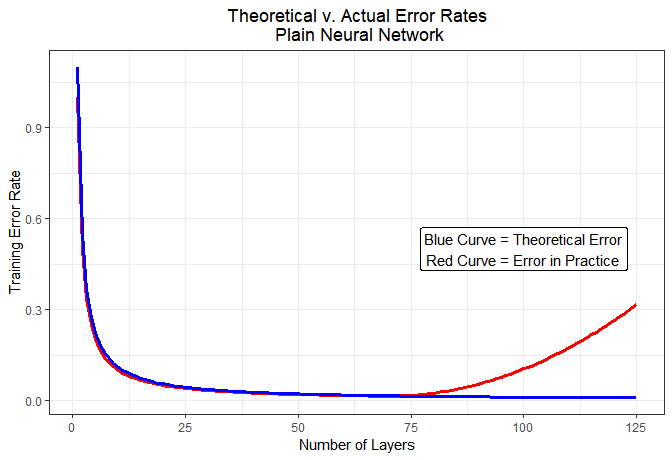 Theoretical v. Actual Error Rates
Plain Neural Network
Training Error Rate
0.9
0.6
0.3
0.0
Blue Curve = Theoretical Error
Red Curve = Error in Practice
0
25
50
75
100
125
Number of Layers